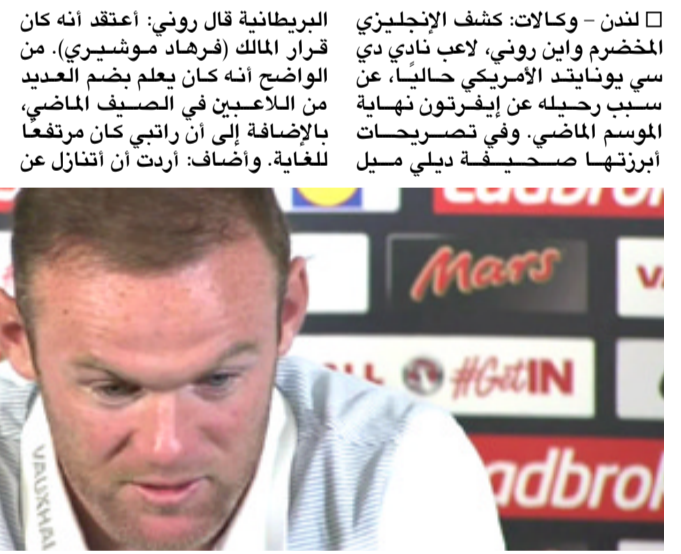 □ لندن – وكالات: كشف الإنجليزي
المخضرم واين روني، لاعب نادي دي
سي يونايتد الأمريكي حاليًا، عن
سبب رحيله عن إيفرتون نهاية
الموسم الماضي. وفي تصريحات
أبرزتها صحيفة ديلي ميل
البريطانية قال روني: أعتقد أنه كان
قرار المالك (فرهاد موشيري). من
الواضح أنه كان يعلم بضم العديد
من اللاعبين في الصيف الماضي،
بالإضافة إلى أن راتبي كان مرتفعًا
للغاية. وأضاف: أردت أن أتنازل عن
Mars
#GetIN
adbrok
VAUXHAL